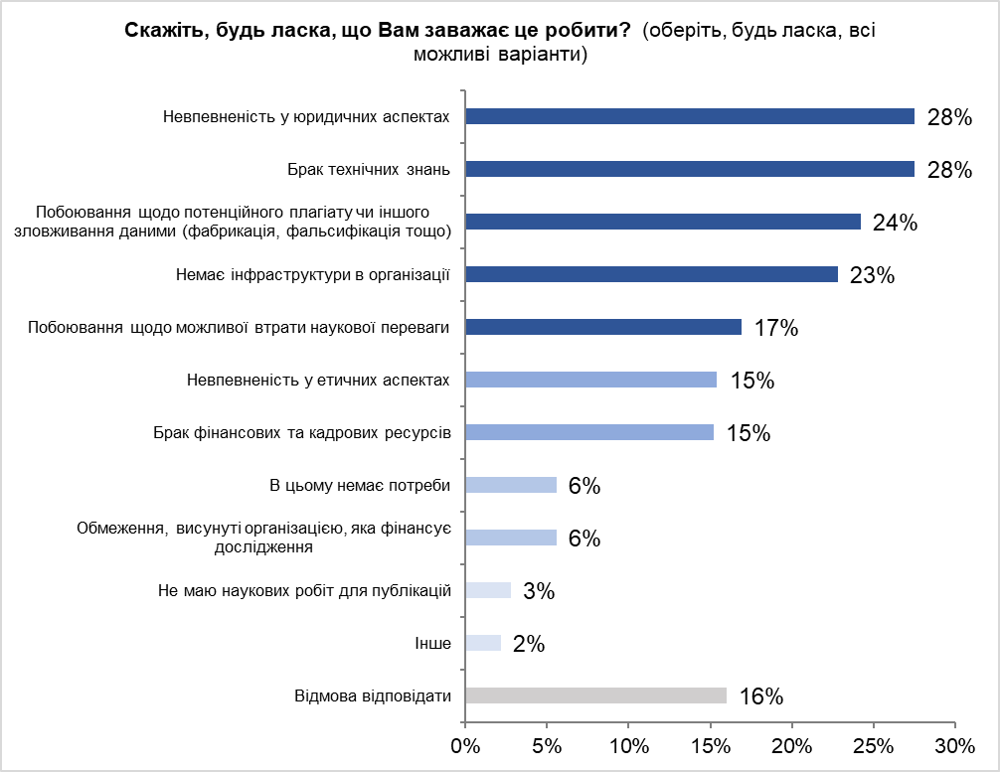 Скажіть, будь ласка, що Вам заважає це робити? (оберіть, будь ласка, всі
можливі варіанти)
Невпевненість у юридичних аспектах
28%
Брак технічних знань
28%
Побоювання щодо потенційного плагіату чи іншого
зловживання даними (фабрикація, фальсифікація тощо)
24%
Немає інфраструктури в організації
23%
Побоювання щодо можливої втрати наукової переваги
17%
Невпевненість у етичних аспектах
15%
Брак фінансових та кадрових ресурсів
15%
В цьому немає потреби
6%
Обмеження, висунуті організацією, яка фінансує
дослідження
6%
Не маю наукових робіт для публікацій
3%
Інше
2%
Відмова відповідати
16%
0% 5% 10% 15% 20% 25% 30%